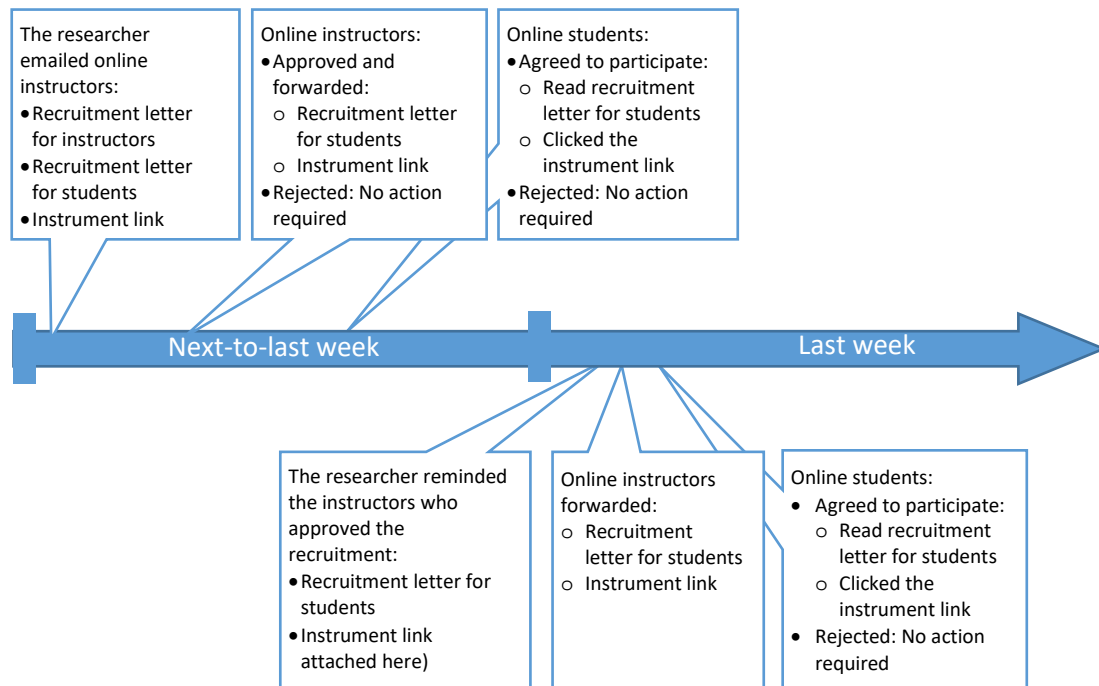 The researcher
emailed online
instructors:
•Recruitment letter
for instructors
•Recruitment letter
for students
•Instrument link
Online instructors:
•Approved and
forwarded:
o Recruitment letter
for students
o Instrument link
•Rejected: No action
required
Online students:
•Agreed to participate:
o Read recruitment
letter for students
o Clicked the
instrument link
•Rejected: No action
required
Next-to-last week
Last week
The researcher reminded
the instructors who
approved the
recruitment:
•Recruitment letter for
students
•Instrument link
attached here)
Online instructors
forwarded:
o Recruitment
letter for students
o Instrument link
Online students:
• Agreed to participate:
o Read recruitment
letter for students
o Clicked the
instrument link
• Rejected: No action
required